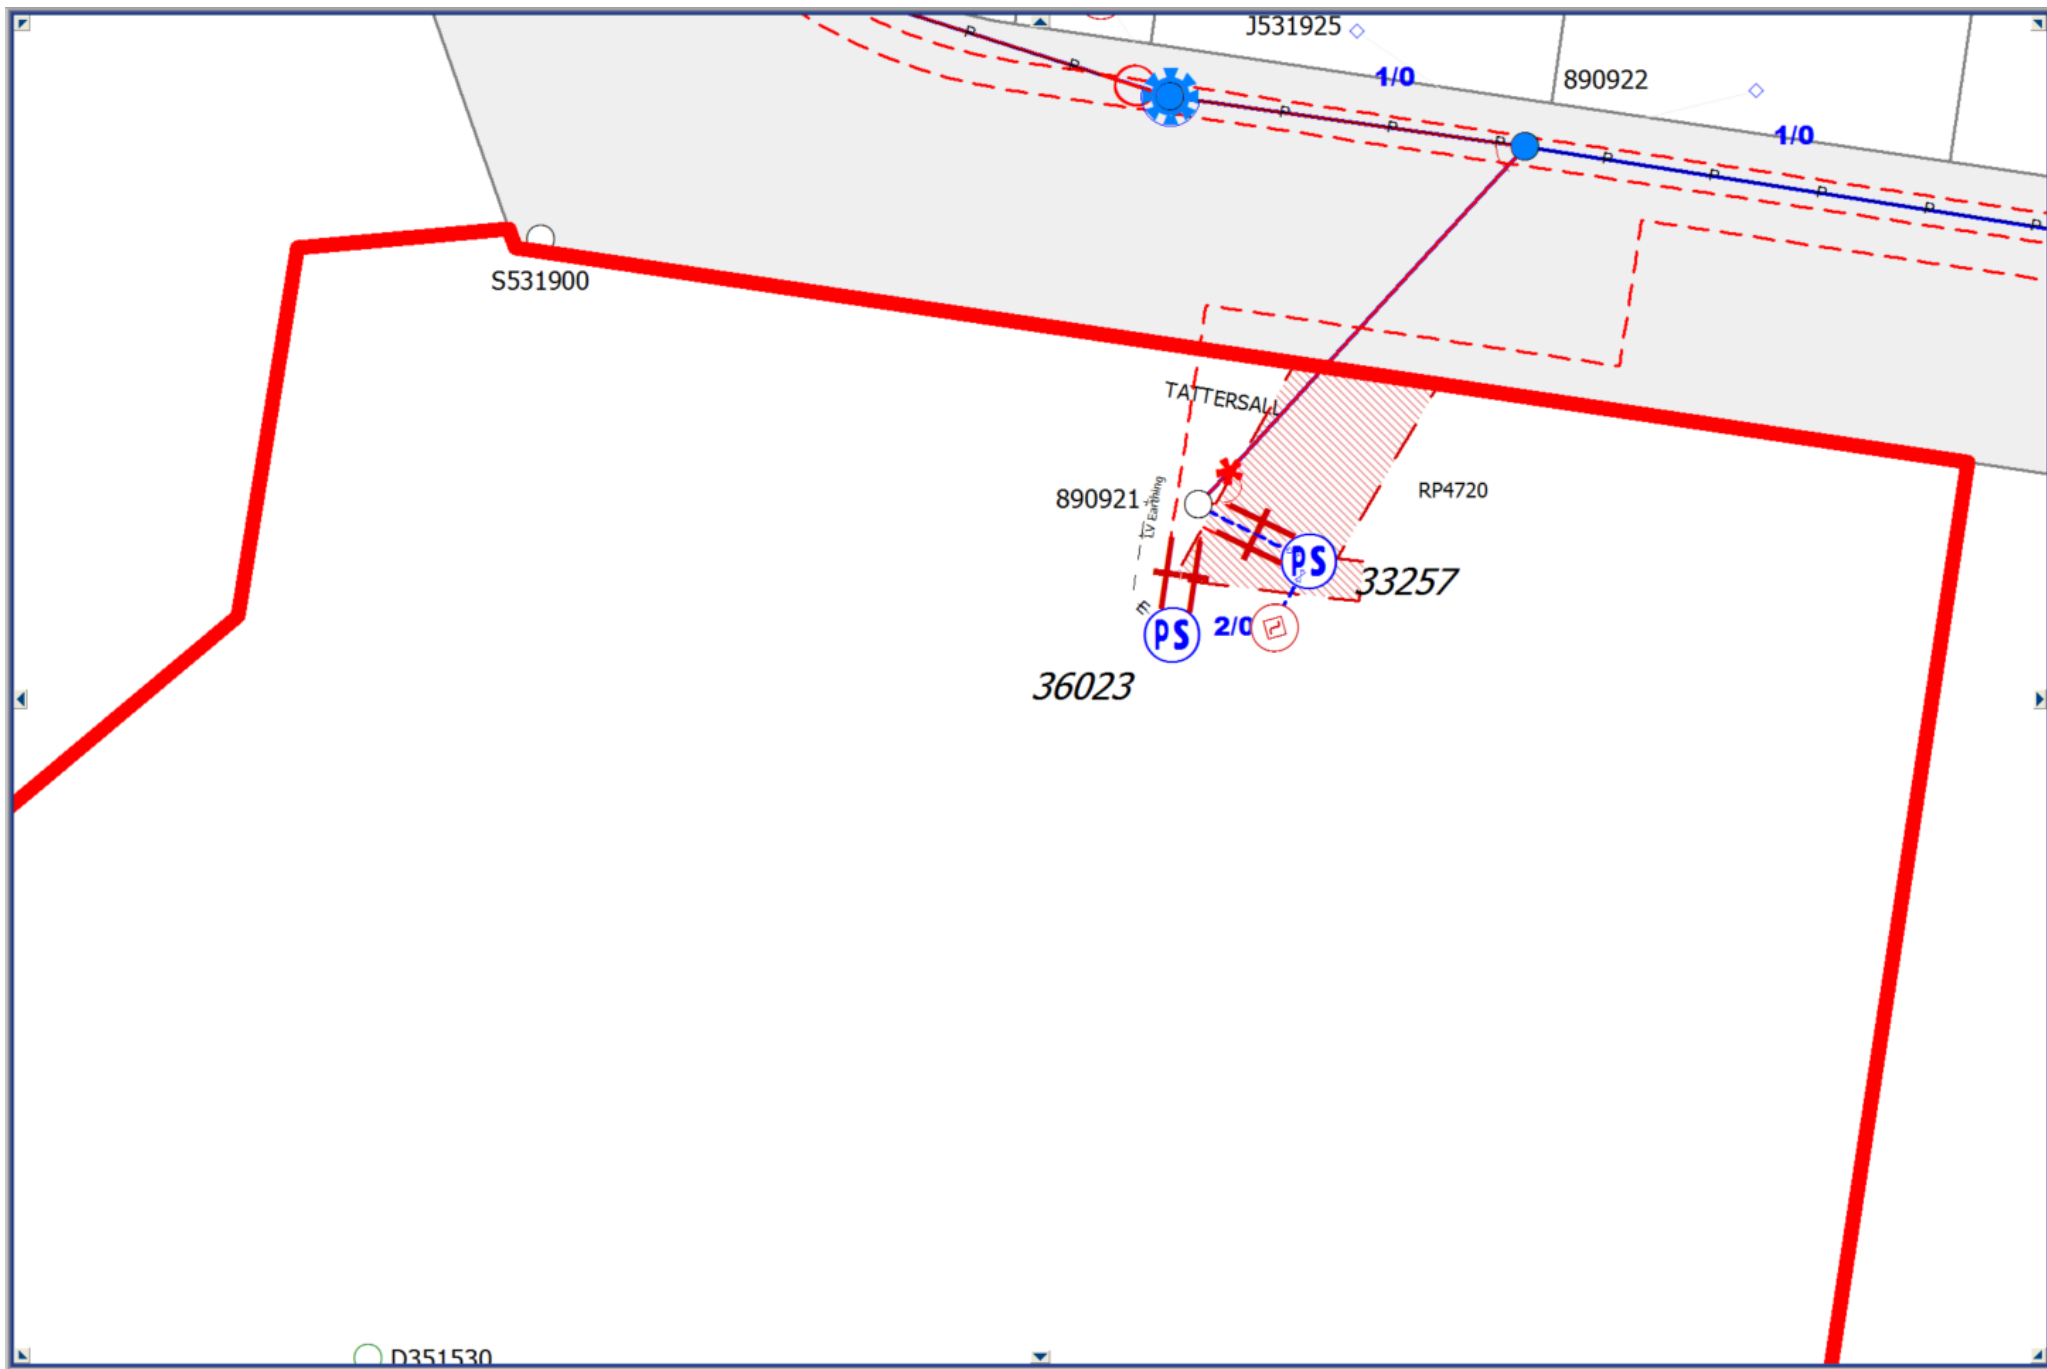 J531925
P
P
1/0
890922
P
P
P
1/0
P
P
P
P
P
S531900
TATTERSALL
890921
LV Earthing
RP4720
PS
33257
E
PS
2/0
36023
D351530